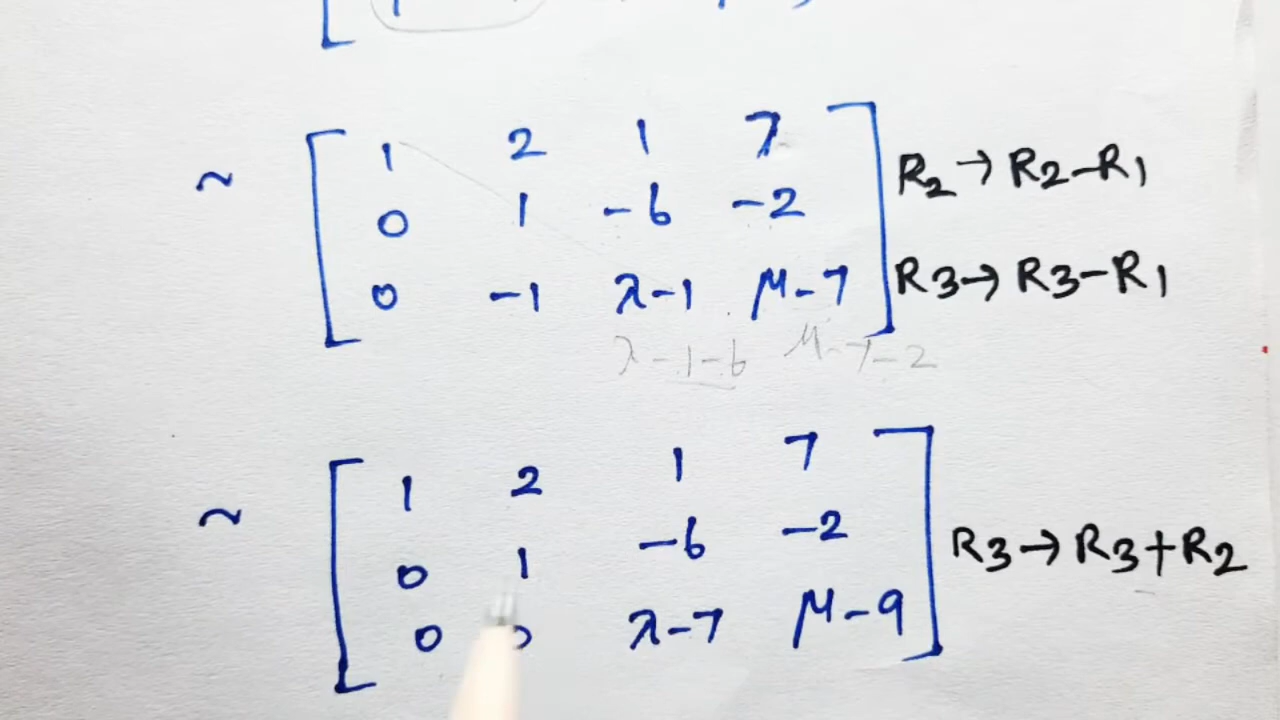 ~ [ 1 2 1 7 ] R2 → R2-R1
0 1 -6 -2
0 -1 λ-1 μ-7 R3 → R3-R1
λ-1-6 μ-7-2
~ [ 1 2 1 7 ]
0 1 -6 -2 R3 → R3+R2
0 0 λ-7 μ-9